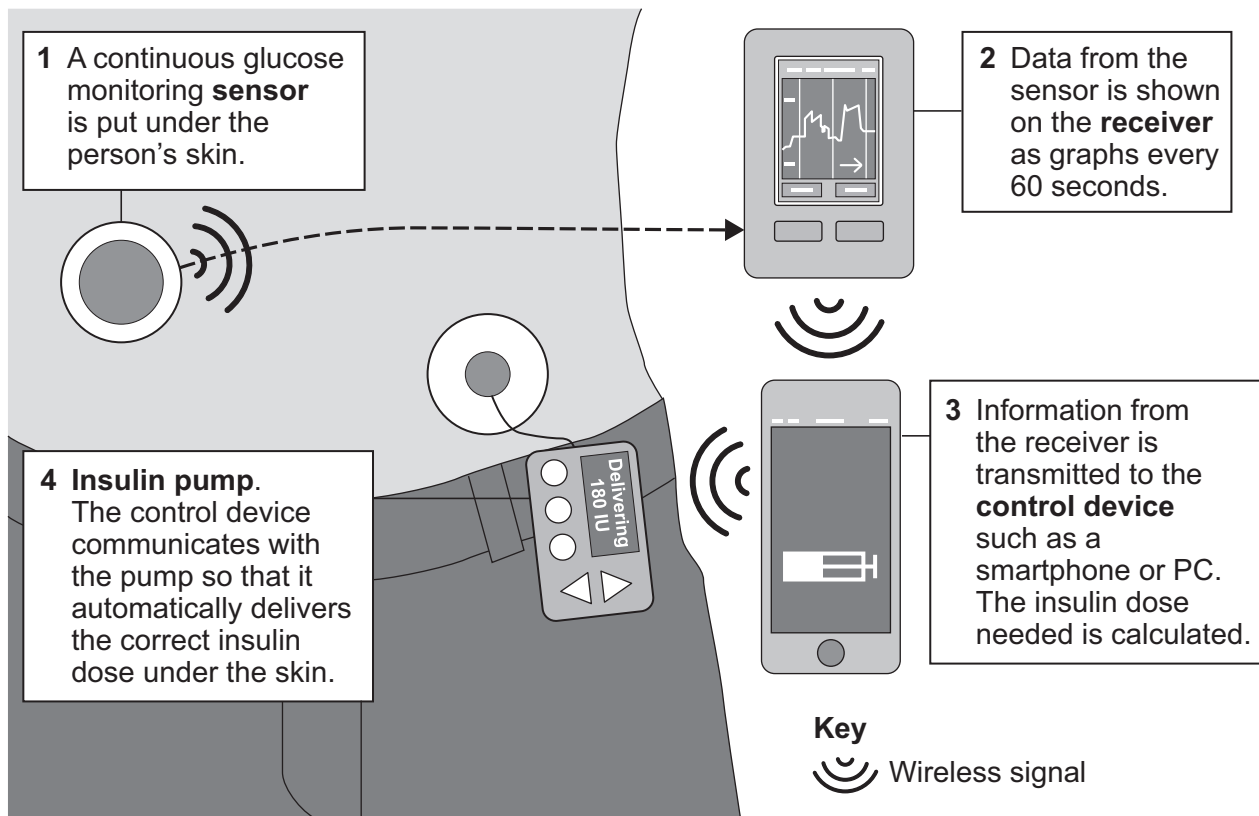 1 A continuous glucose
monitoring sensor
is put under the
person's skin.
2 Data from the
sensor is shown
on the receiver
as graphs every
60 seconds.
3 Information from
the receiver is
transmitted to the
control device
such as a
smartphone or PC.
The insulin dose
needed is calculated.
4 Insulin pump.
The control device
communicates with
the pump so that it
automatically delivers
the correct insulin
dose under the skin.
Delivering
180 IU
Key
Wireless signal